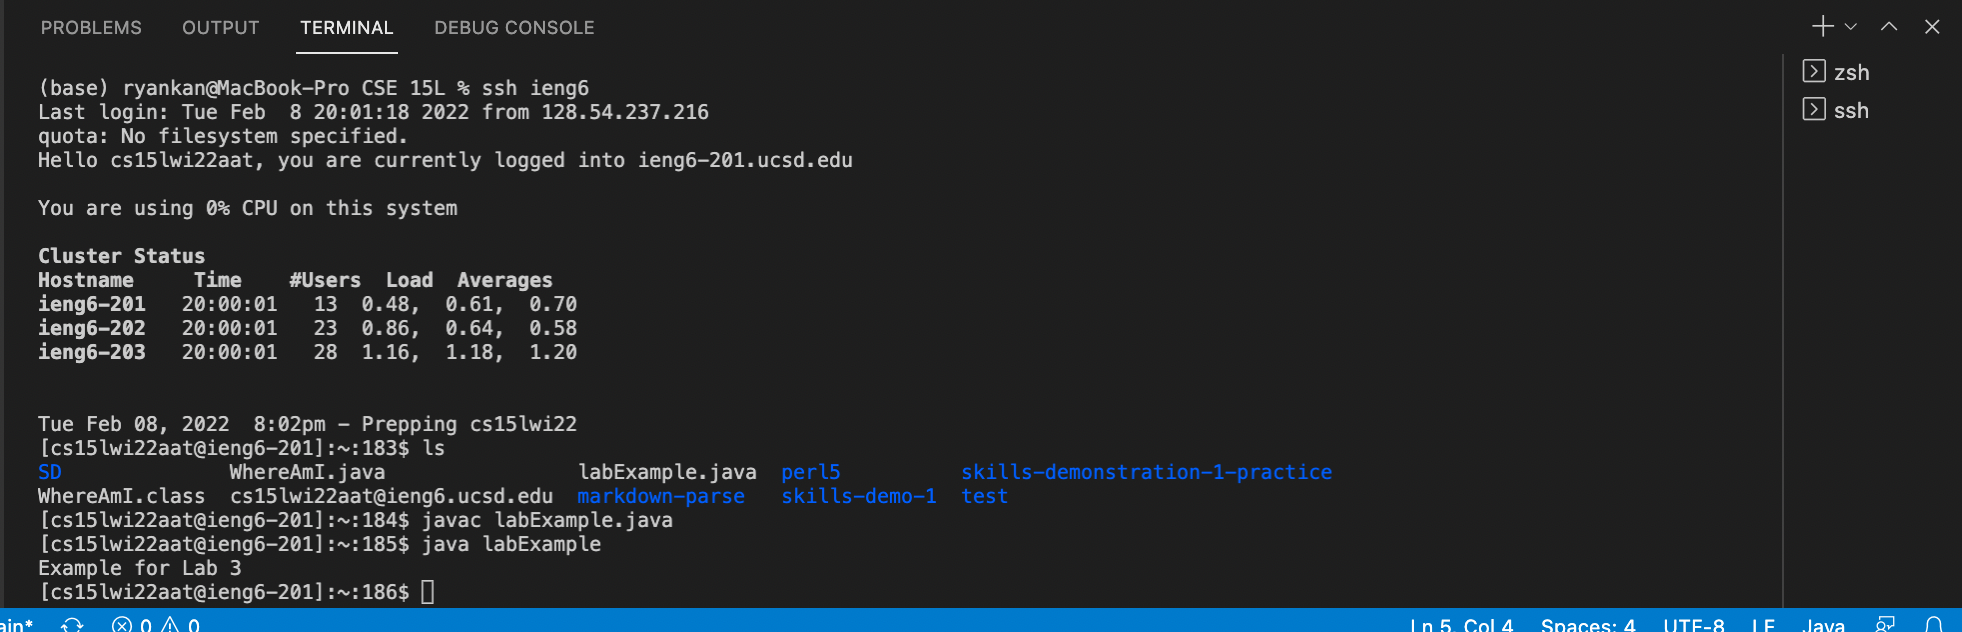 PROBLEMS OUTPUT TERMINAL DEBUG CONSOLE
(base) ryankan@MacBook-Pro CSE 15L % ssh ieng6
Last login: Tue Feb  8 20:01:18 2022 from 128.54.237.216
quota: No filesystem specified.
Hello cs15lwi22aat, you are currently logged into ieng6-201.ucsd.edu
You are using 0% CPU on this system
Cluster Status
Hostname     Time    #Users  Load  Averages
ieng6-201   20:00:01   13  0.48,  0.61,  0.70
ieng6-202   20:00:01   23  0.86,  0.64,  0.58
ieng6-203   20:00:01   28  1.16,  1.18,  1.20
Tue Feb 08, 2022  8:02pm - Prepping cs15lwi22
[cs15lwi22aat@ieng6-201]:~:183$ ls
SD              WhereAmI.java                labExample.java  perl5          skills-demonstration-1-practice
WhereAmI.class  cs15lwi22aat@ieng6.ucsd.edu  markdown-parse   skills-demo-1  test
[cs15lwi22aat@ieng6-201]:~:184$ javac labExample.java
[cs15lwi22aat@ieng6-201]:~:185$ java labExample
Example for Lab 3
[cs15lwi22aat@ieng6-201]:~:186$
zsh
ssh
ain* 0 0 Ln 5, Col 4 Spaces: 4 UTF-8 LF Java